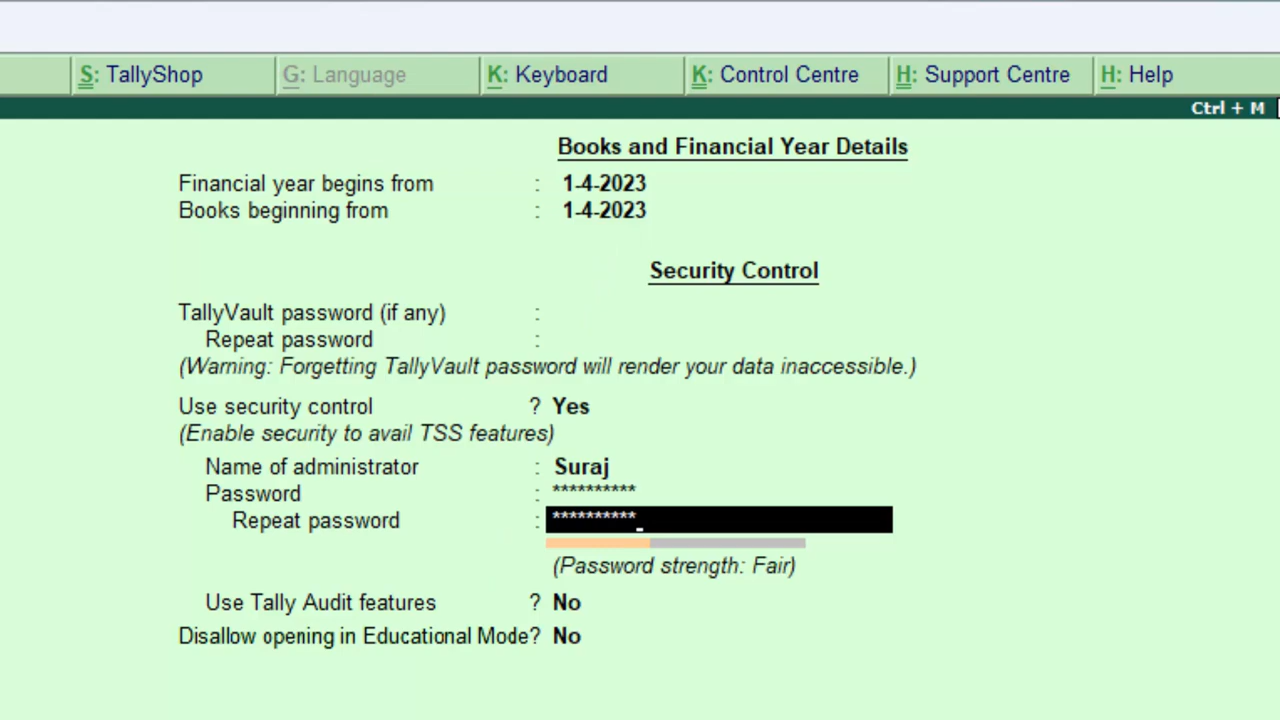 S: TallyShop G: Language K: Keyboard K: Control Centre H: Support Centre H: Help
Ctrl + M
Books and Financial Year Details
Financial year begins from : 1-4-2023
Books beginning from : 1-4-2023
Security Control
TallyVault password (if any) :
Repeat password :
(Warning: Forgetting TallyVault password will render your data inaccessible.)
Use security control ? Yes
(Enable security to avail TSS features)
Name of administrator : Suraj
Password : **********
Repeat password : **********
(Password strength: Fair)
Use Tally Audit features ? No
Disallow opening in Educational Mode? No